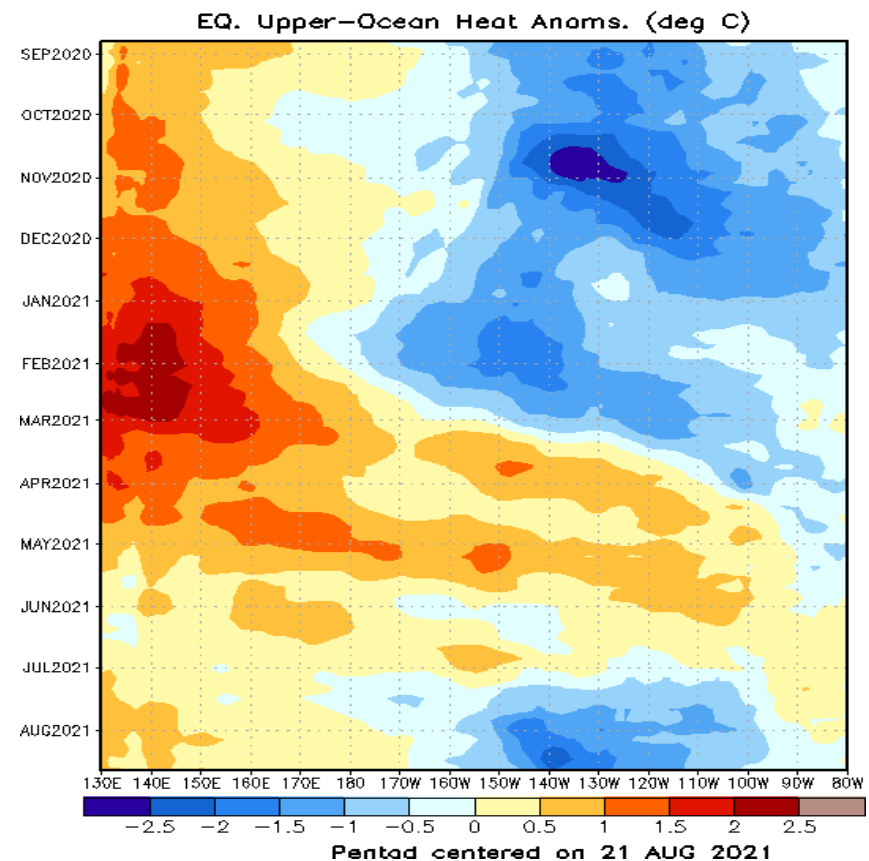 EQ. Upper-Ocean Heat Anoms. (deg C)
SEP2020
OCT2020
NOV2020
DEC2020
JAN2021
FEB2021
MAR2021
APR2021
MAY2021
JUN2021
JUL2021
AUG2021
130E 140E 150E 160E 170E 180 170W 160W 150W 140W 130W 120W 110W 100W 90W 80W
-2.5 -2 -1.5 -1 -0.5 0 0.5 1 1.5 2 2.5
Pentad centered on 21 AUG 2021